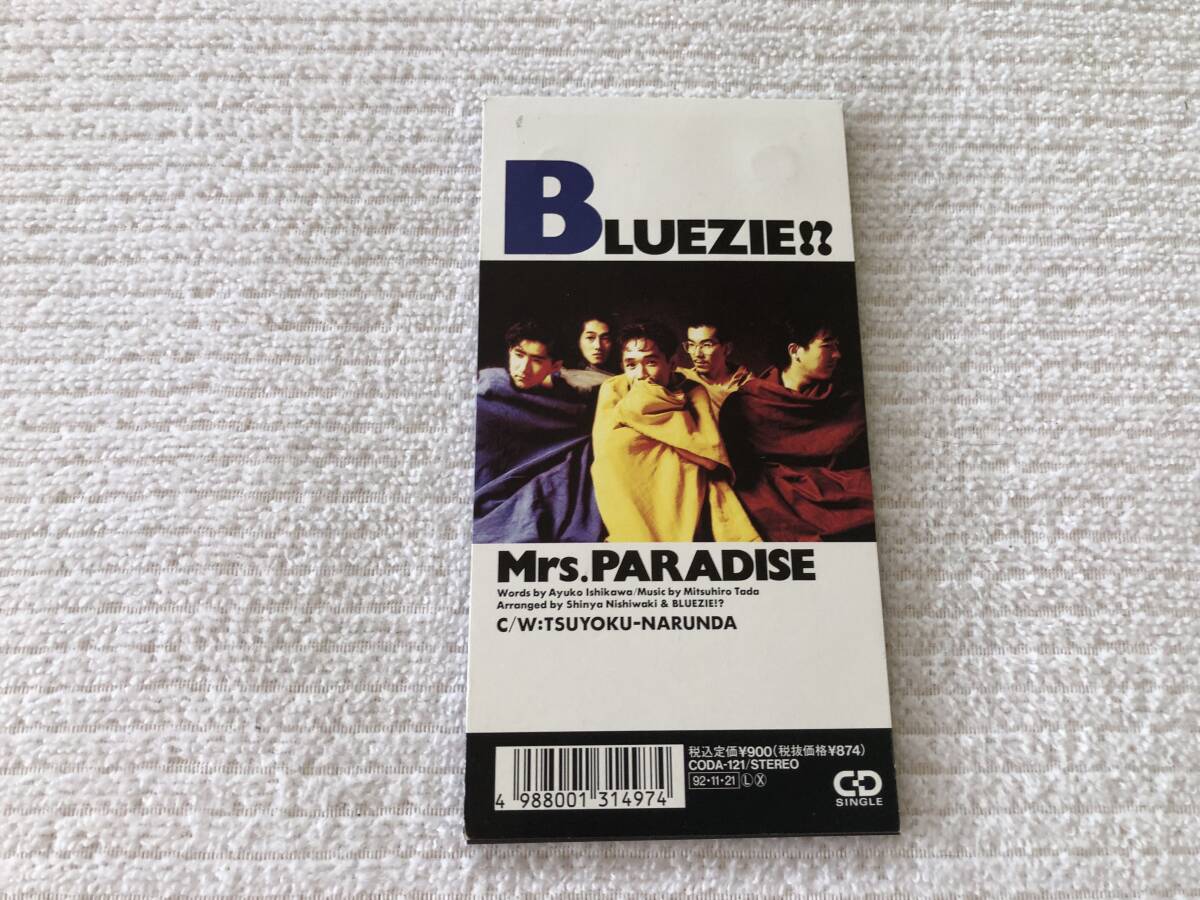 BLUEZIE!?
Mrs.PARADISE
Words by Ayuko Ishikawa/Music by Mitsuhiro Tada
Arranged by Shinya Nishiwaki & BLUEZIE!?
C/W:TSUYOKU-NARUNDA
税込定価¥900(税抜価格¥874)
CODA-121/STEREO
92・11・21 Ⓛ Ⓧ
4 988001 314974
CD
SINGLE